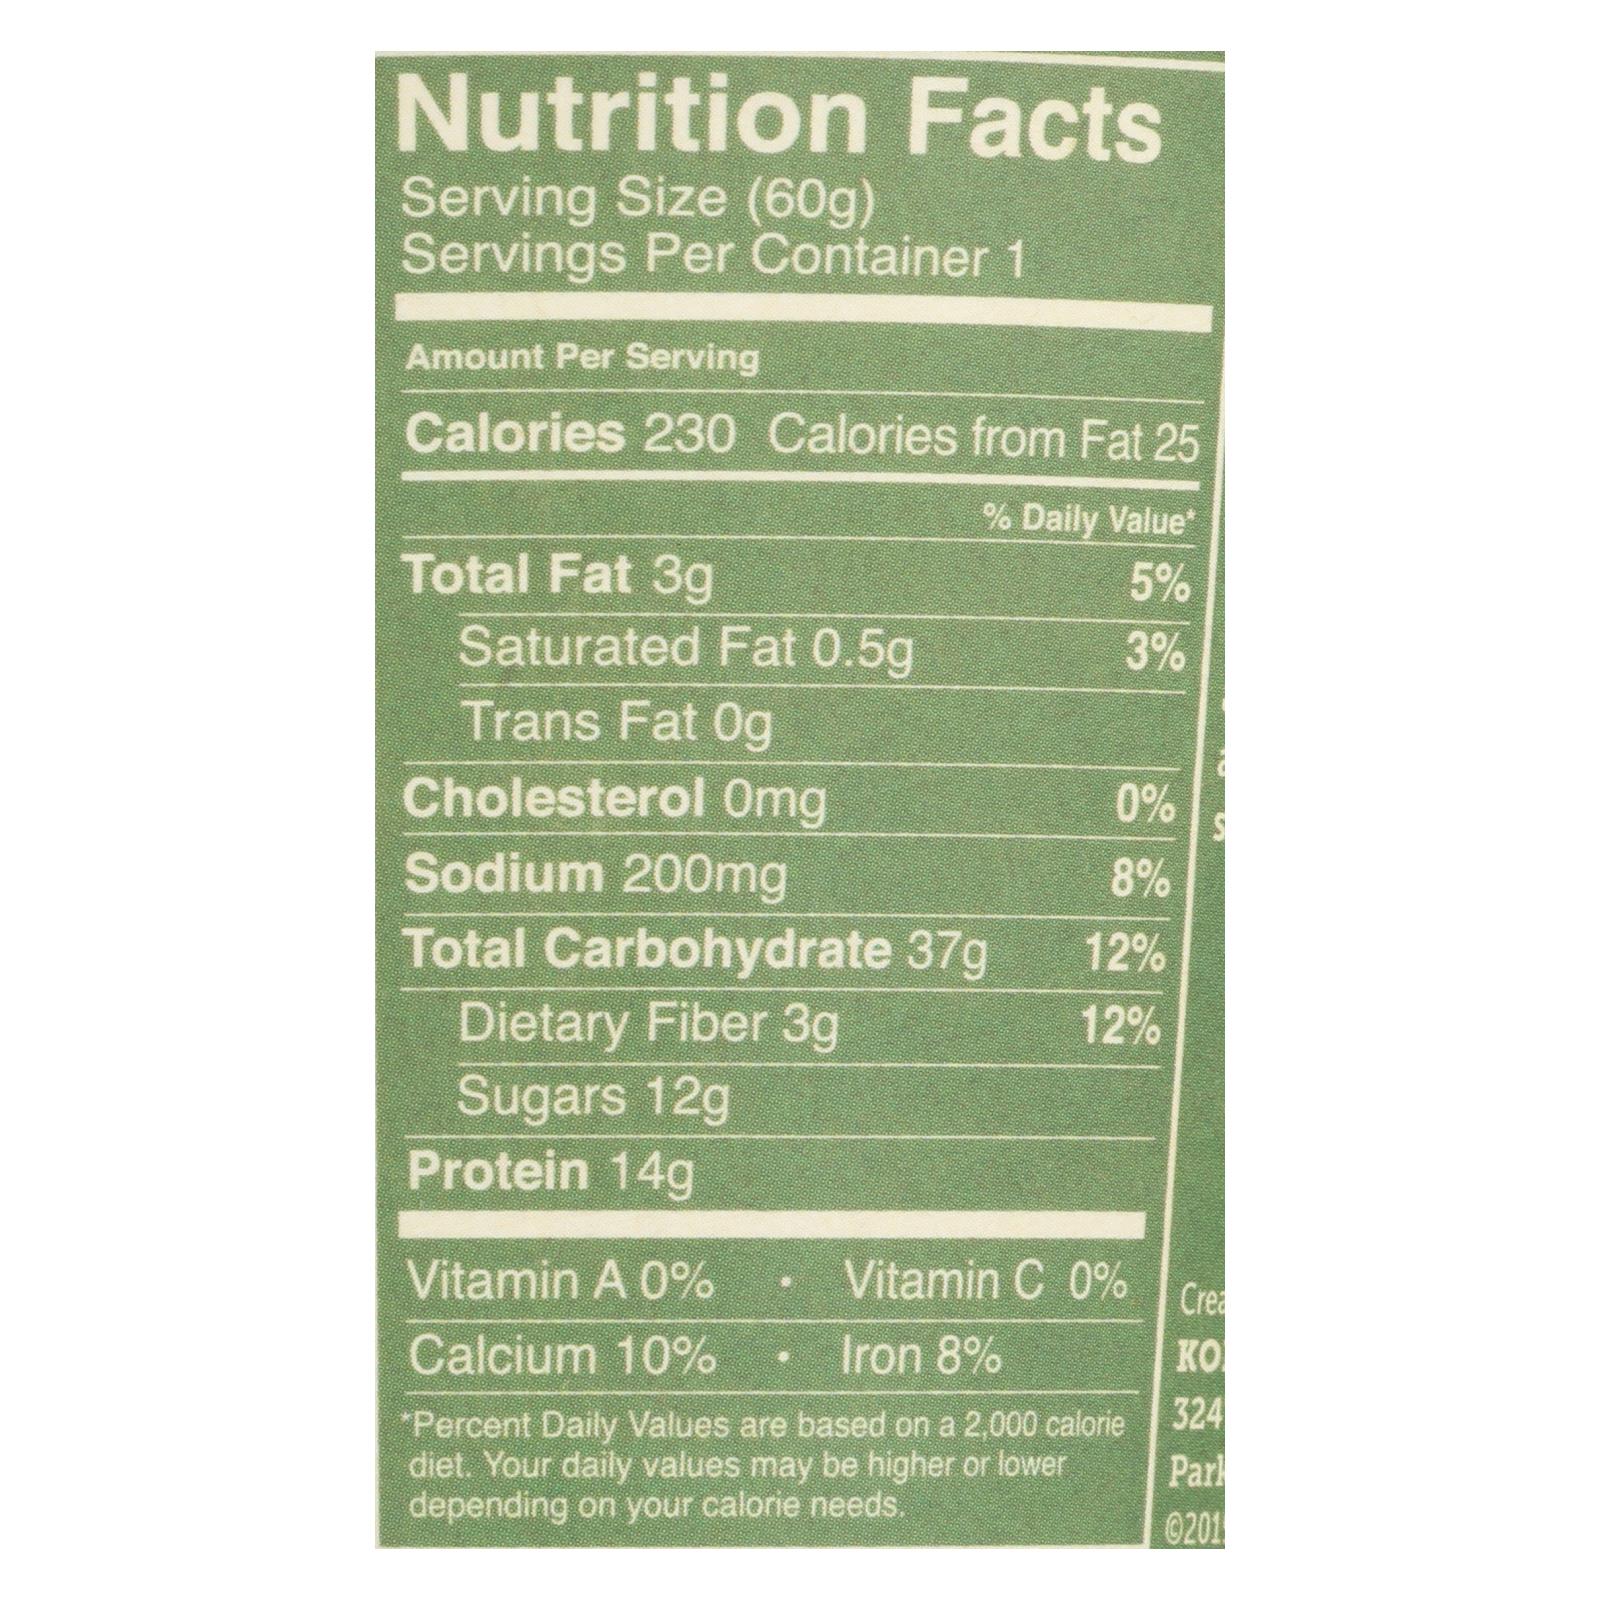 Nutrition Facts
Serving Size (60g)
Servings Per Container 1
Amount Per Serving
Calories 230 Calories from Fat 25
% Daily Value*
Total Fat 3g 5%
Saturated Fat 0.5g 3%
Trans Fat 0g
Cholesterol 0mg 0%
Sodium 200mg 8%
Total Carbohydrate 37g 12%
Dietary Fiber 3g 12%
Sugars 12g
Protein 14g
Vitamin A 0% • Vitamin C 0%
Calcium 10% • Iron 8%
*Percent Daily Values are based on a 2,000 calorie
diet. Your daily values may be higher or lower
depending on your calorie needs.